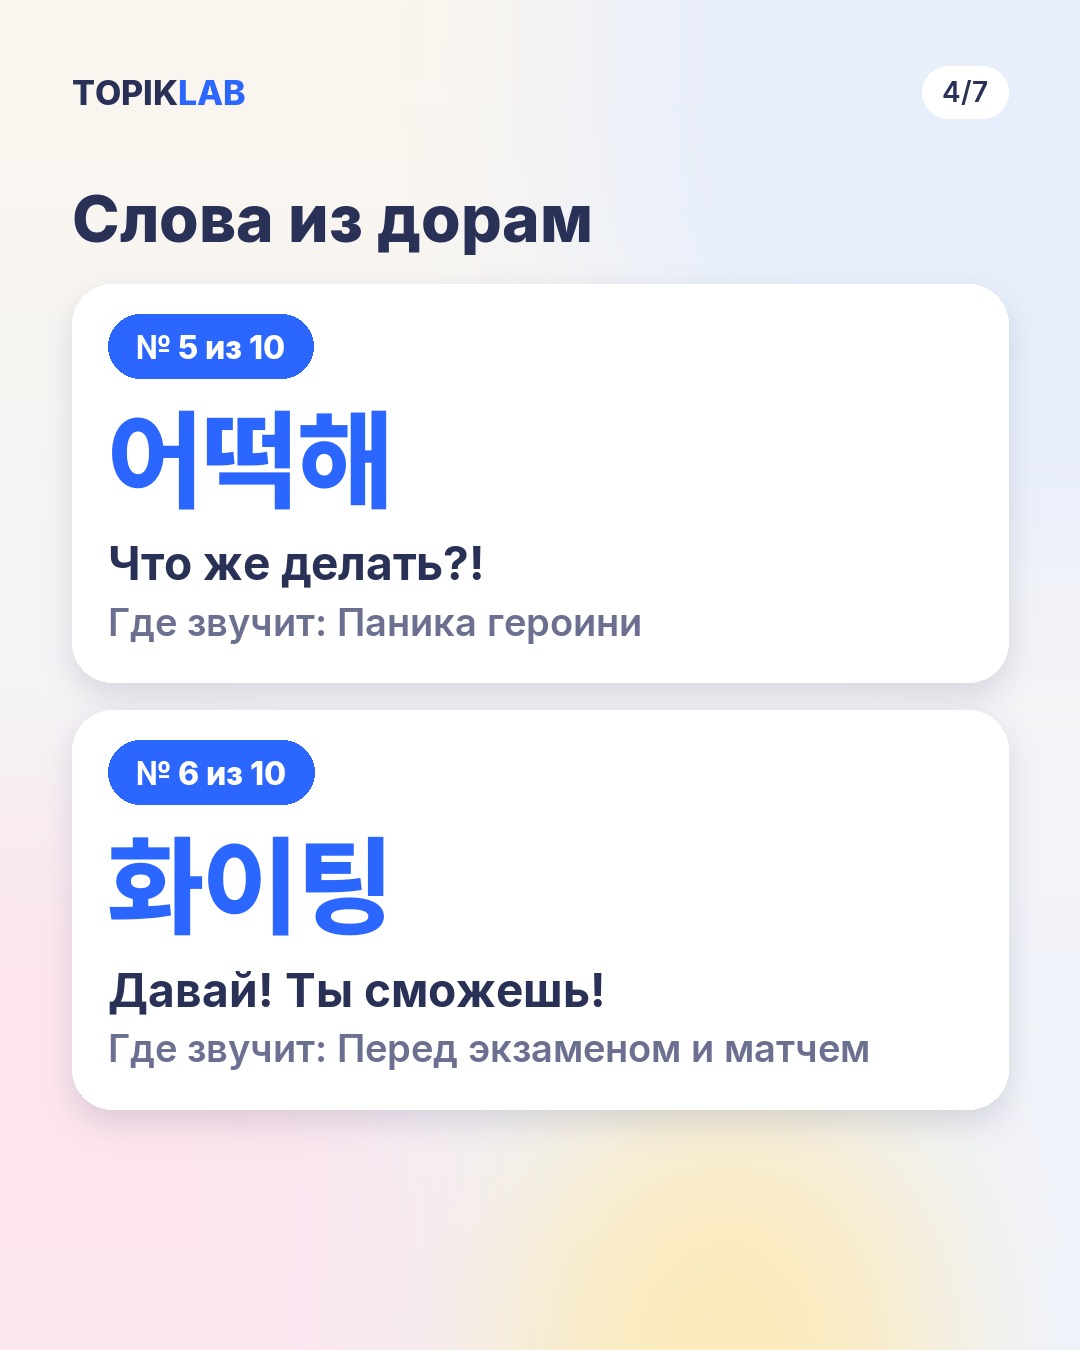 TOPIKLAB
4/7
Слова из дорам
№ 5 из 10
어떡해
Что же делать?!
Где звучит: Паника героини
№ 6 из 10
화이팅
Давай! Ты сможешь!
Где звучит: Перед экзаменом и матчем